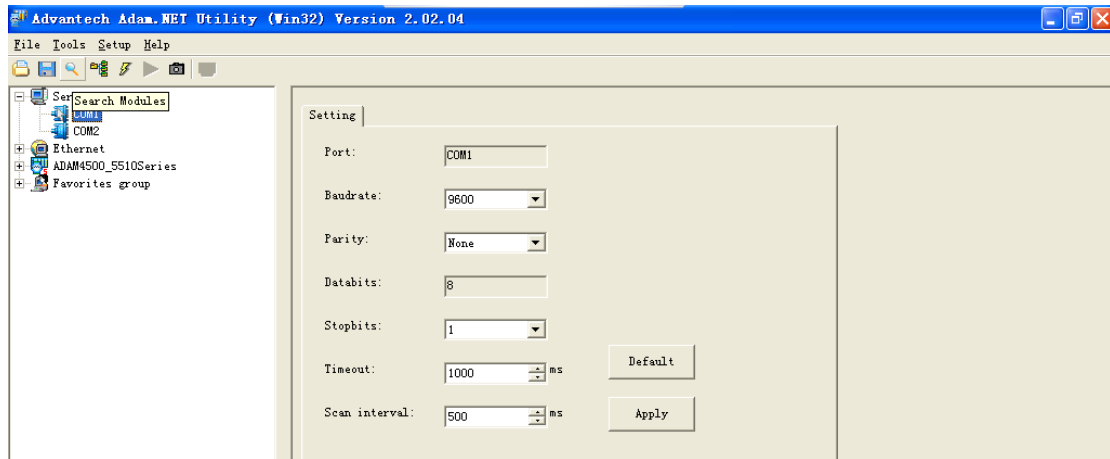 Advantech Adam.NET Utility (Win32) Version 2.02.04
File Tools Setup Help
Search Modules
COM1
COM2
Ethernet
ADAM4500_5510Series
Favorites group
Setting
Port: COM1
Baudrate: 9600
Parity: None
Databits: 8
Stopbits: 1
Timeout: 1000 ms
Default
Scan interval: 500 ms
Apply